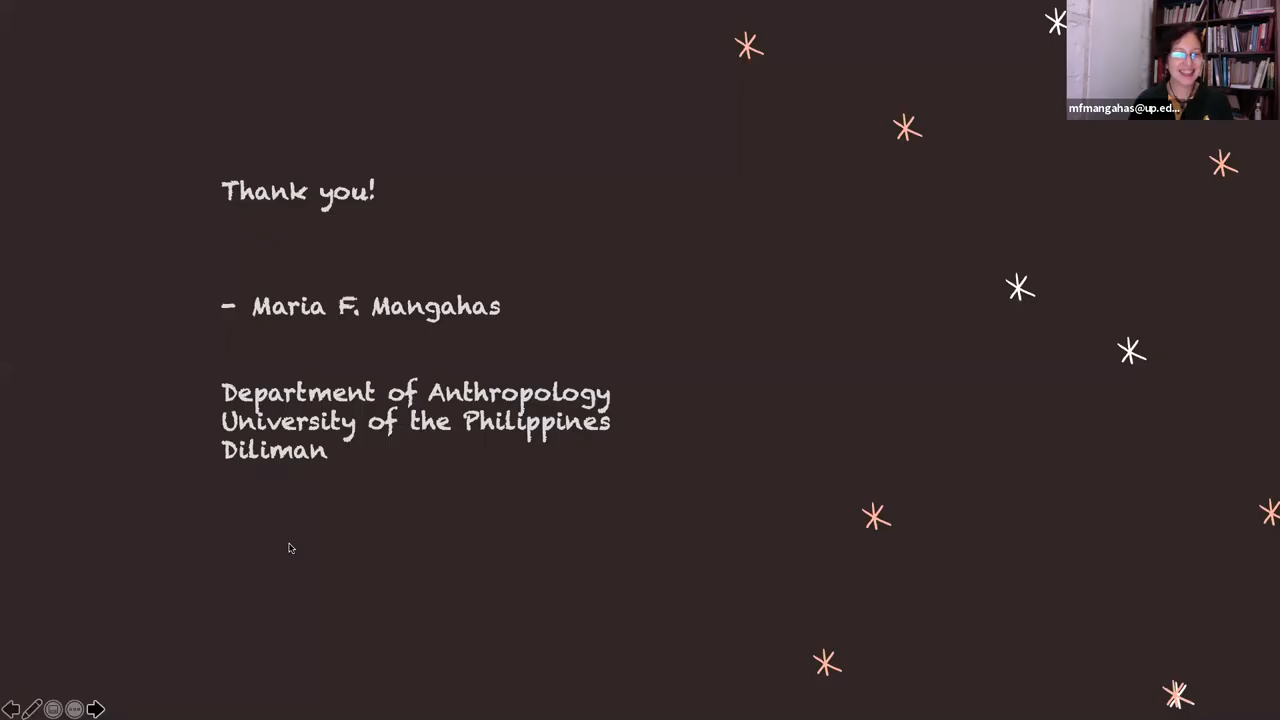 mfmangahas@up.ed...
Thank you!
- Maria F. Mangahas
Department of Anthropology
University of the Philippines
Diliman